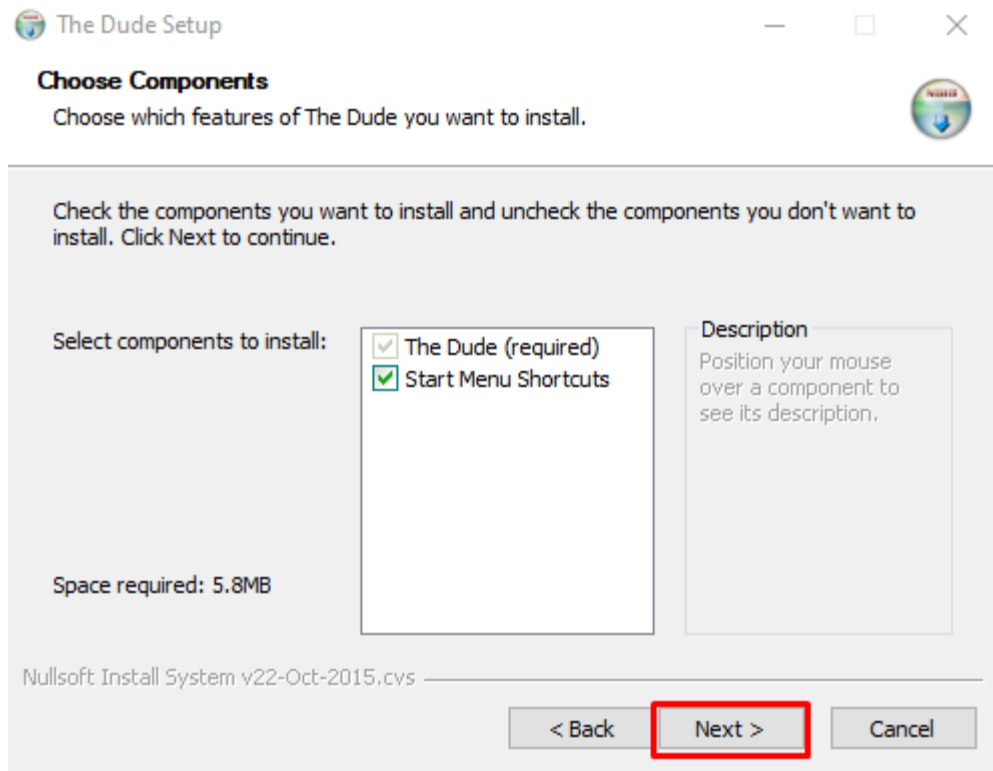 The Dude Setup
Choose Components
Choose which features of The Dude you want to install.
NSIS
Check the components you want to install and uncheck the components you don't want to
install. Click Next to continue.
Select components to install:
The Dude (required)
Start Menu Shortcuts
Description
Position your mouse
over a component to
see its description.
Space required: 5.8MB
Nullsoft Install System v22-Oct-2015.cvs
< Back
Next >
Cancel